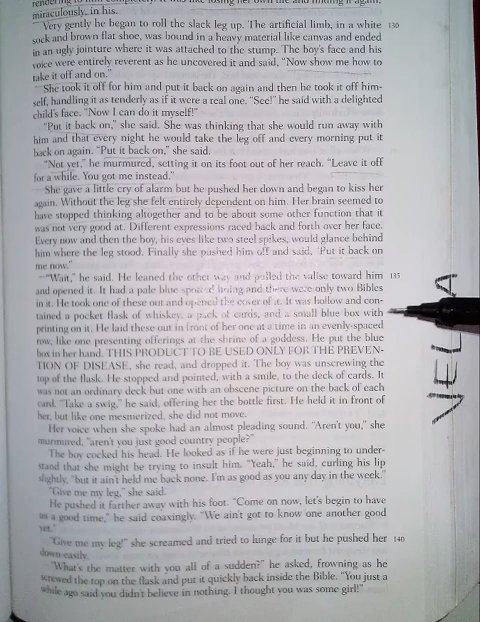 rendering to him completely. It was like losing her own life and finding it again,
miraculously, in his.
Very gently he began to roll the slack leg up. The artificial limb, in a white 130
sock and brown flat shoe, was bound in a heavy material like canvas and ended
in an ugly jointure where it was attached to the stump. The boy's face and his
voice were entirely reverent as he uncovered it and said, "Now show me how to
take it off and on."
She took it off for him and put it back on again and then he took it off him-
self, handling it as tenderly as if it were a real one. "See!" he said with a delighted
child's face. "Now I can do it myself!"
"Put it back on," she said. She was thinking that she would run away with
him and that every night he would take the leg off and every morning put it
back on again. "Put it back on," she said.
"Not yet," he murmured, setting it on its foot out of her reach. "Leave it off
for a while. You got me instead."
She gave a little cry of alarm but he pushed her down and began to kiss her
again. Without the leg she felt entirely dependent on him. Her brain seemed to
have stopped thinking altogether and to be about some other function that it
was not very good at. Different expressions raced back and forth over her face.
Every now and then the boy, his eyes like two steel spikes, would glance behind
him where the leg stood. Finally she pushed him off and said, "Put it back on
me now."
"Wait," he said. He leaned the other way and pulled the valise toward him 135
and opened it. It had a pale blue spotted lining and there were only two Bibles
in it. He took one of these out and opened the cover of it. It was hollow and con-
tained a pocket flask of whiskey, a pack of cards, and a small blue box with
printing on it. He laid these out in front of her one at a time in an evenly-spaced
row, like one presenting offerings at the shrine of a goddess. He put the blue
box in her hand. THIS PRODUCT TO BE USED ONLY FOR THE PREVEN-
TION OF DISEASE, she read, and dropped it. The boy was unscrewing the
top of the flask. He stopped and pointed, with a smile, to the deck of cards. It
was not an ordinary deck but one with an obscene picture on the back of each
card. "Take a swig," he said, offering her the bottle first. He held it in front of
her, but like one mesmerized, she did not move.
Her voice when she spoke had an almost pleading sound. "Aren't you," she
murmured, "aren't you just good country people?"
The boy cocked his head. He looked as if he were just beginning to under-
stand that she might be trying to insult him. "Yeah," he said, curling his lip
slightly, "but it ain't held me back none. I'm as good as you any day in the week."
"Give me my leg," she said.
He pushed it farther away with his foot. "Come on now, let's begin to have
us a good time," he said coaxingly. "We ain't got to know one another good
yet."
"Give me my leg!" she screamed and tried to lunge for it but he pushed her 140
down easily.
"What's the matter with you all of a sudden?" he asked, frowning as he
screwed the top on the flask and put it quickly back inside the Bible. "You just a
while ago said you didn't believe in nothing. I thought you was some girl!"